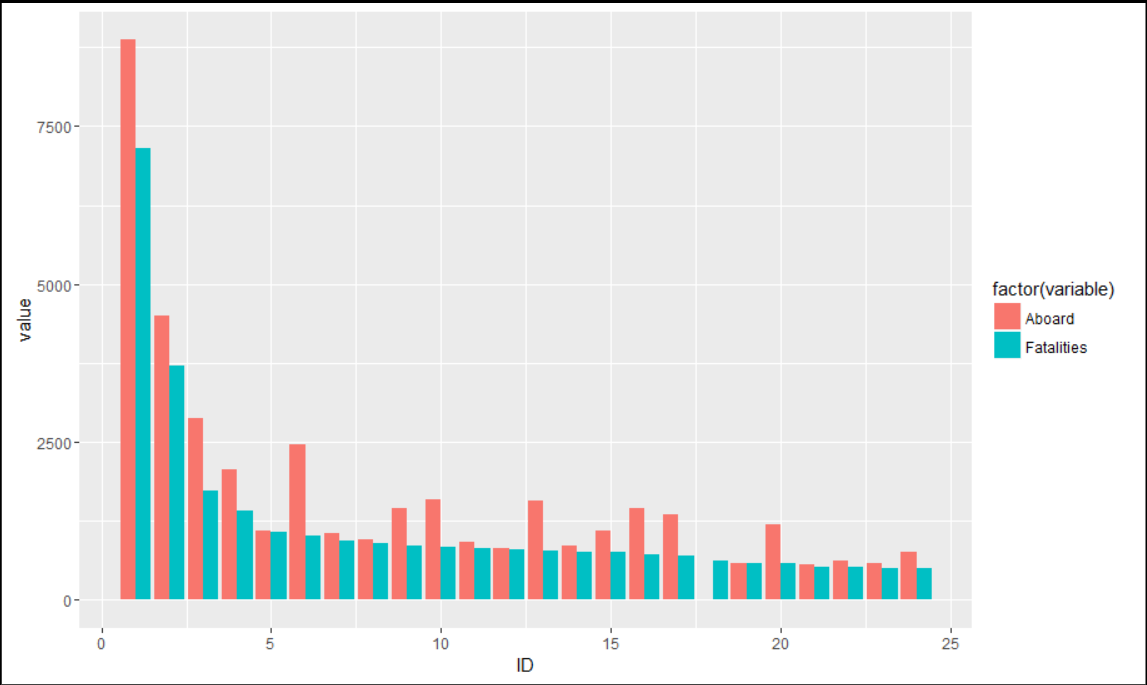 7500
5000
2500
0
value
0 5 10 15 20 25
ID
factor(variable)
Aboard
Fatalities